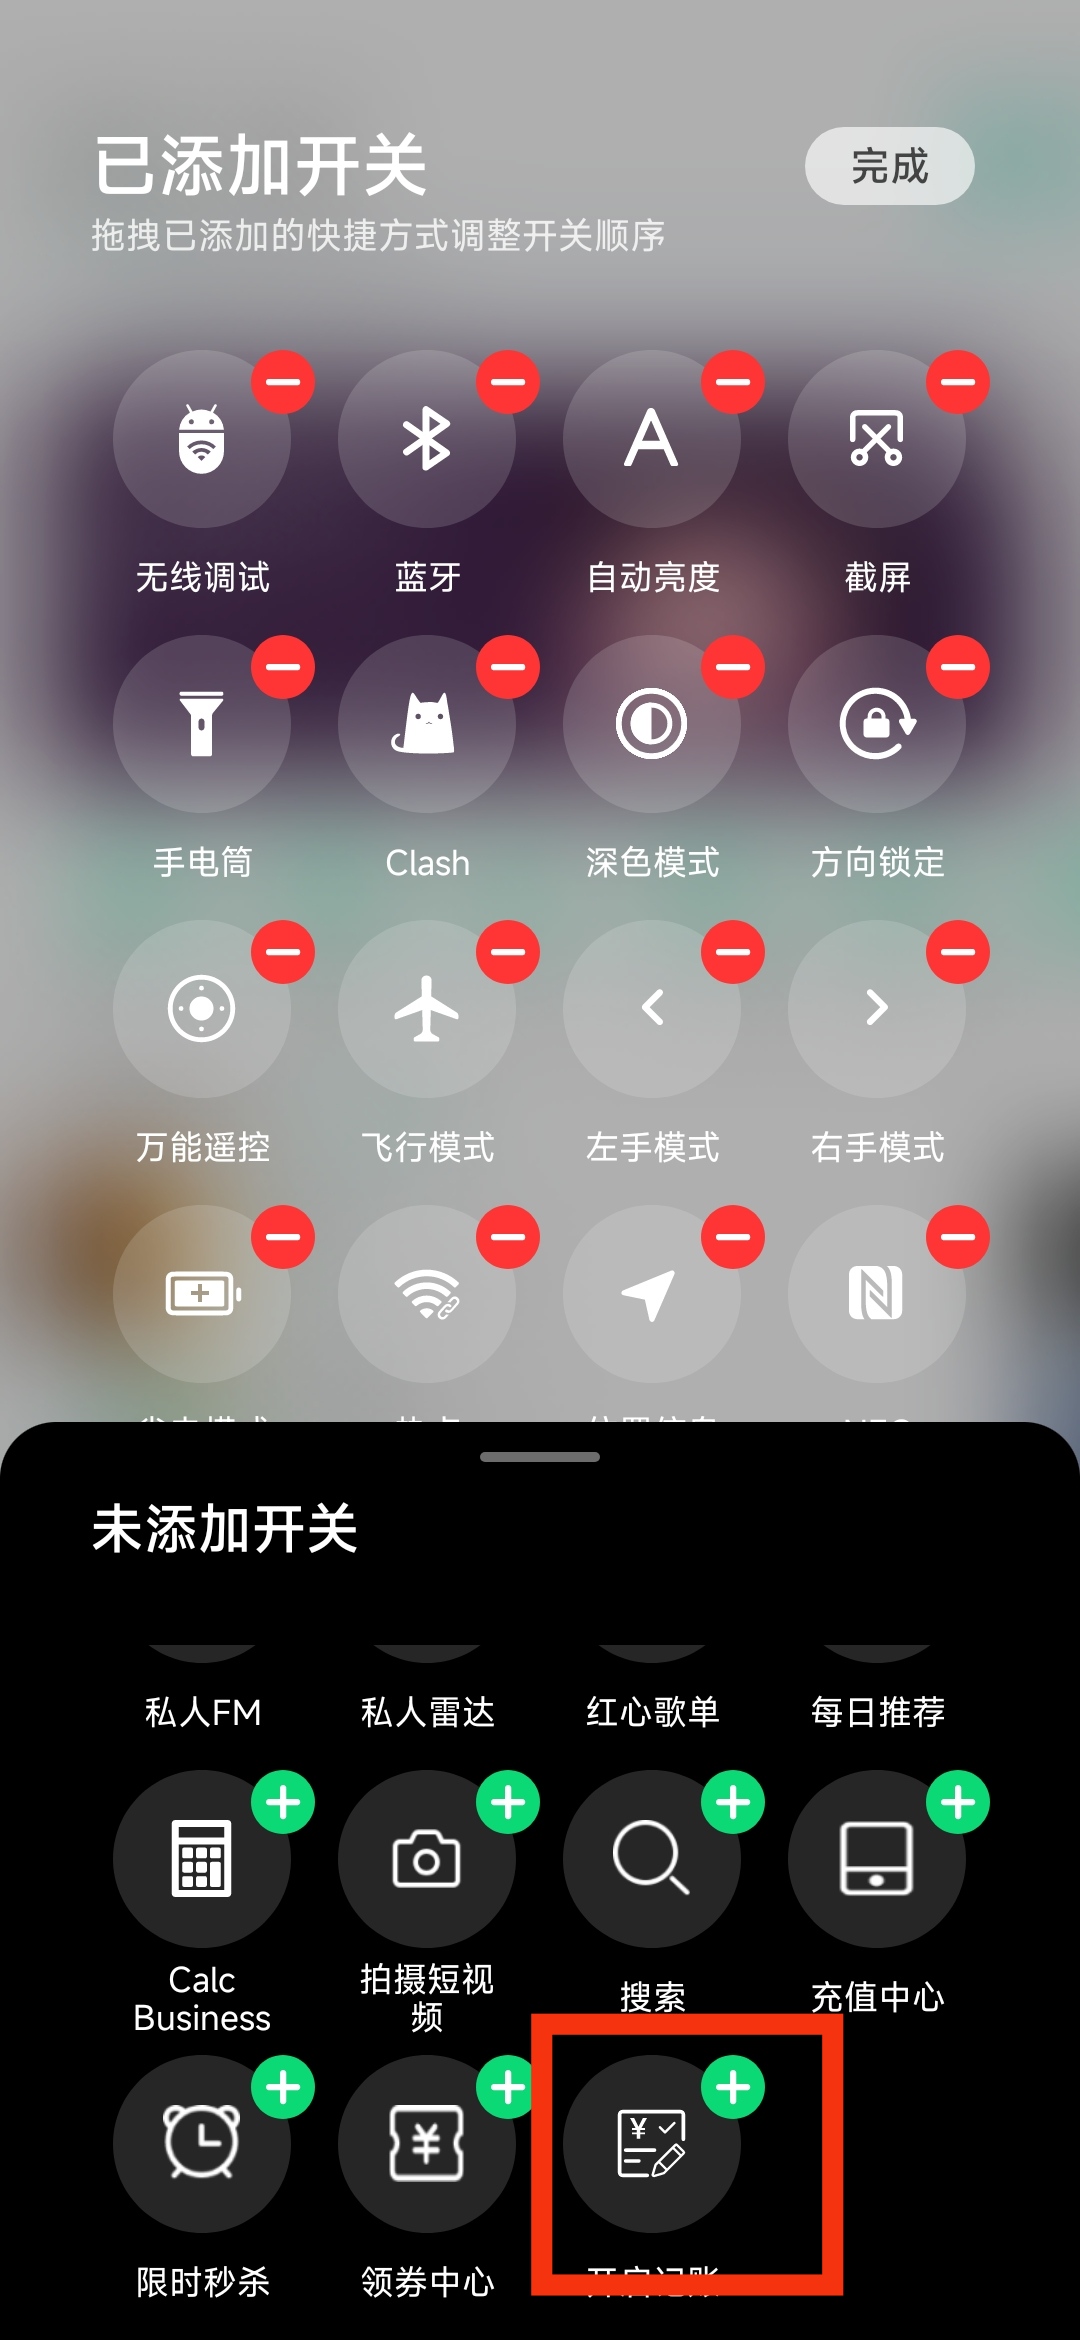 已添加开关
完成
拖拽已添加的快捷方式调整开关顺序
无线调试
蓝牙
自动亮度
截屏
手电筒
Clash
深色模式
方向锁定
万能遥控
飞行模式
左手模式
右手模式
未添加开关
私人FM
私人雷达
红心歌单
每日推荐
Calc
Business
拍摄短视
频
搜索
充值中心
限时秒杀
领券中心
开启记账